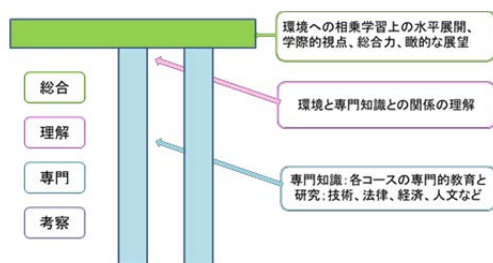 環境への相乗学習上の水平展開、
学際的視点、総合力、瞰的な展望
総合
環境と専門知識との関係の理解
理解
専門
専門知識：各コースの専門的教育と
研究；技術、法律、経済、人文など
考察